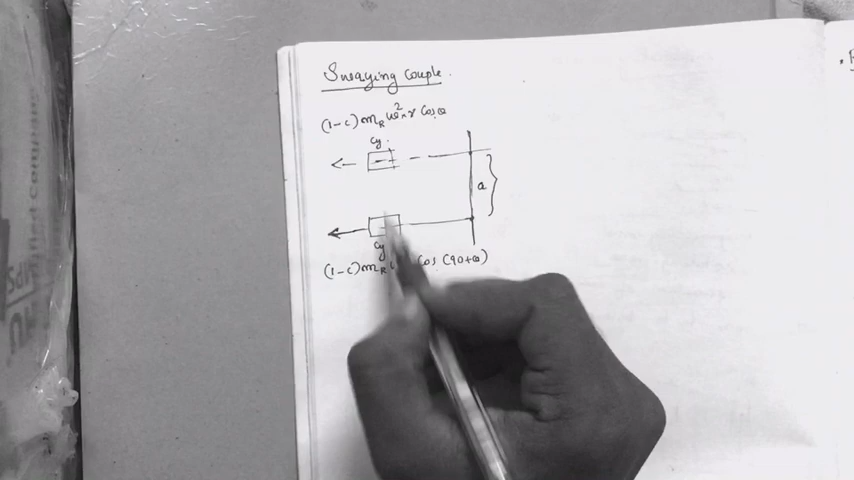 Swaying Couple.
(1-c) m_R ω² r Cos θ
Cy.
a
Cy
(1-c) m_R Cos (90+θ)